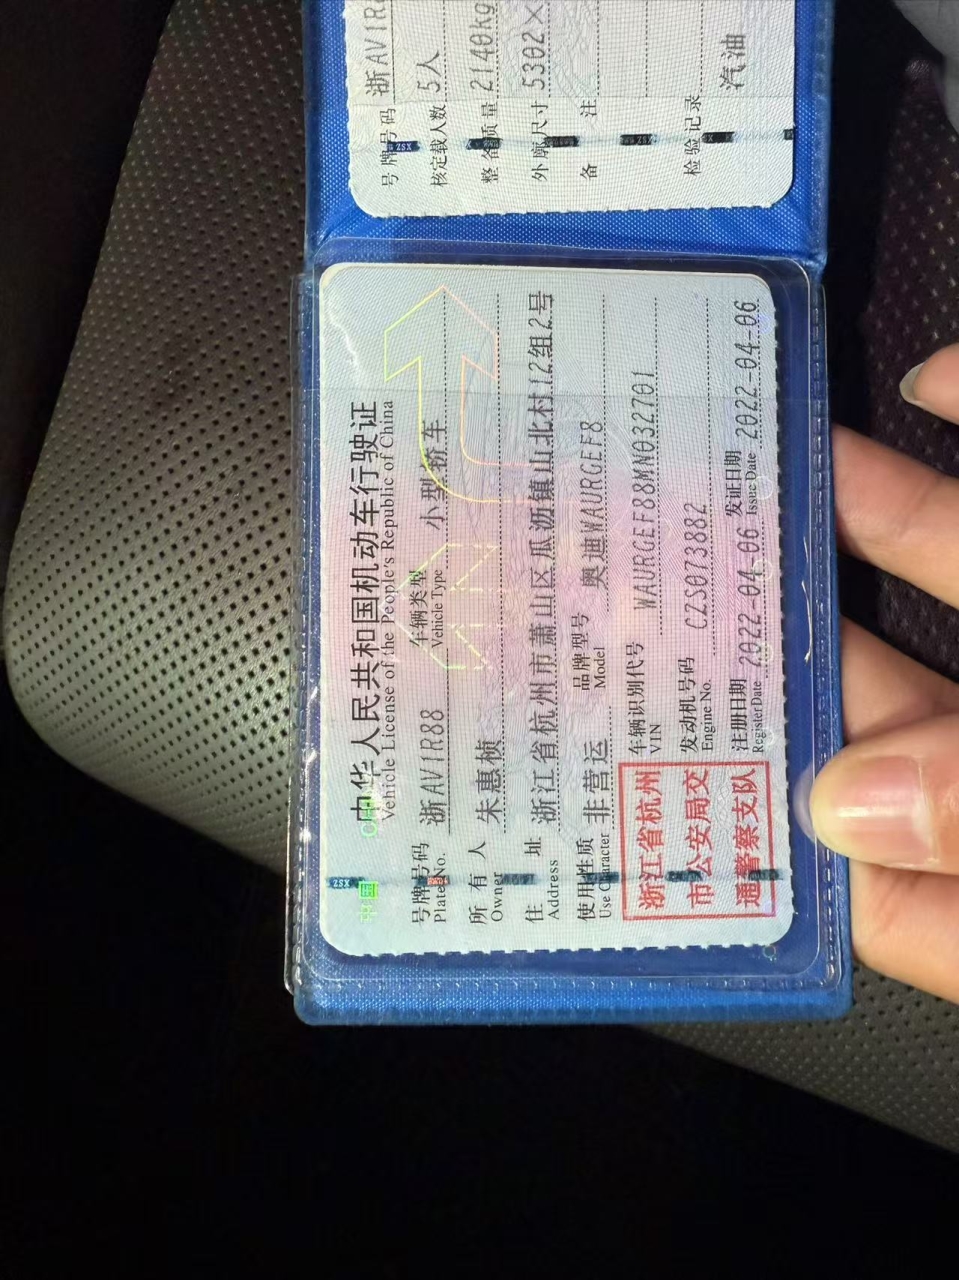 中国 CHINA
中华人民共和国机动车行驶证
Vehicle License of the People's Republic of China
号牌号码 浙AV1R88 车辆类型 小型轿车
Plate No. Vehicle Type
所有人 朱惠桢
Owner
住址 浙江省杭州市萧山区瓜沥镇山北村12组2号
Address
使用性质 非营运 品牌型号 奥迪WAURGEF8
Use Character Model
浙江省杭州
市公安局交
通警察支队
车辆识别代号 WAURGEF88MN032701
VIN
发动机号码 CZS073882
Engine No.
注册日期 2022-04-06 发证日期 2022-04-06
Register Date Issue Date
号牌号码 浙AV1R
核定载人数 5人
整备质量 2140kg
外廓尺寸 5302×
备注
汽油
检验记录